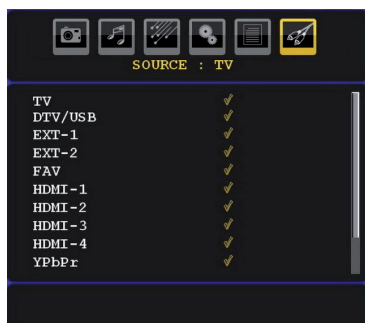 SOURCE : TV
TV
DTV/USB
EXT-1
EXT-2
FAV
HDMI-1
HDMI-2
HDMI-3
HDMI-4
YPbPr